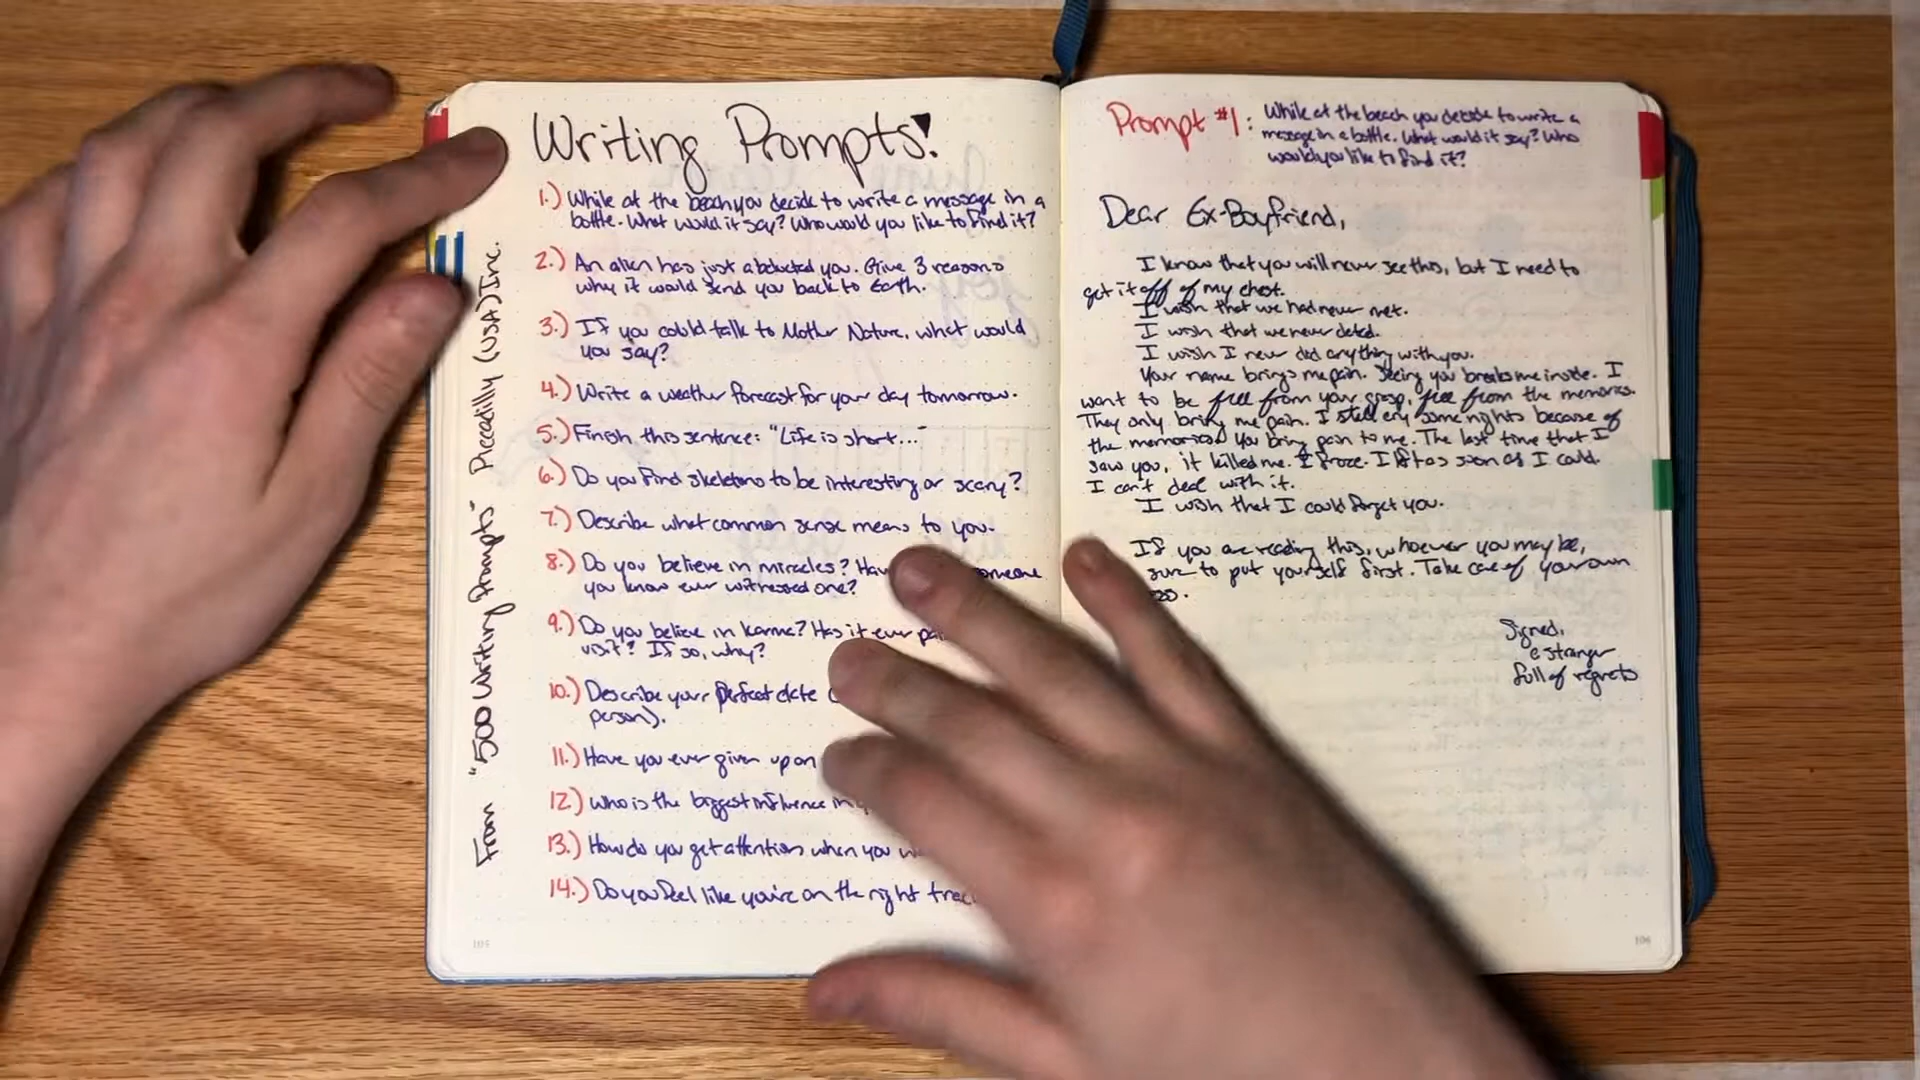 Writing Prompts!
1.) While at the beach you decide to write a message in a
bottle. What would it say? Who would you like to find it?
2.) An alien has just abducted you. Give 3 reasons
why it would send you back to Earth.
3.) If you could talk to Mother Nature, what would
you say?
4.) Write a weather forecast for your day tomorrow.
5.) Finish this sentence: "Life is short..."
6.) Do you find skeletons to be interesting or scary?
7.) Describe what common sense means to you.
8.) Do you believe in miracles? Have someone
you know ever witnessed one?
9.) Do you believe in karma? Has it ever
visit? If so, why?
10.) Describe your perfect date
person).
11.) Have you ever given up on
12.) Who is the biggest influence in
13.) How do you get attention when you
14.) Do you feel like you're on the right
From "500 Writing Prompts" Piccadilly (USA) Inc.
105
Prompt #1: While at the beach you decide to write a
message in a bottle. What would it say? Who
would you like to find it?
Dear Ex-Boyfriend,
I know that you will never see this, but I need to
get it off of my chest.
I wish that we had never met.
I wish that we never dated.
I wish I never did anything with you.
Your name brings me pain. Seeing you breaks me inside. I
want to be free from your grasp, free from the memories.
They only bring me pain. I still cry some nights because of
the memories. You bring pain to me. The last time that I
saw you, it killed me. I froze. I left as soon as I could.
I can't deal with it.
I wish that I could forget you.
If you are reading this, whoever you may be,
sure to put yourself first. Take care of your own
Signed,
a stranger
full of regrets
106